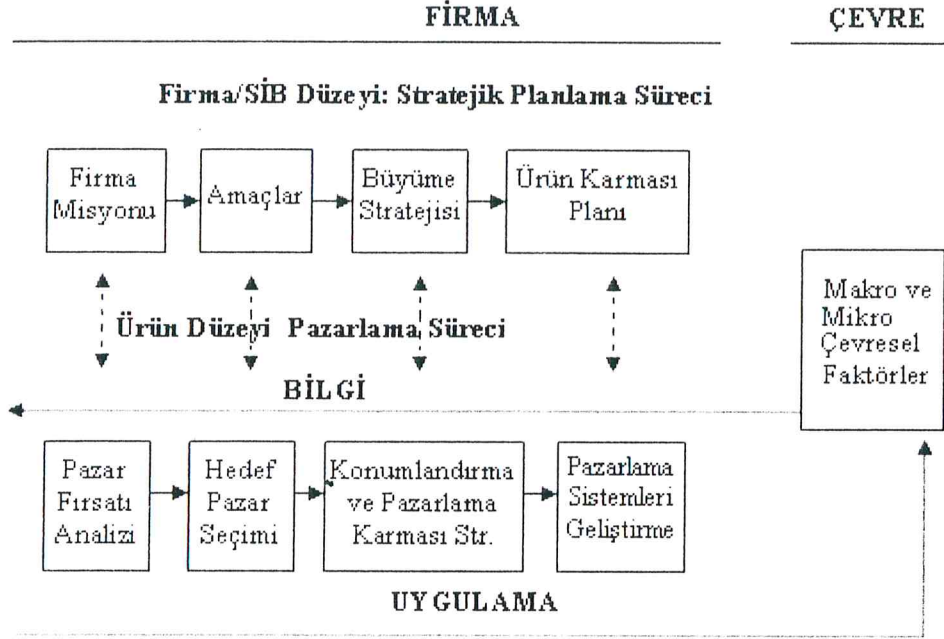 FİRMA
ÇEVRE
Firma/SİB Düzeyi: Stratejik Planlama Süreci
Firma
Misyonu
Amaçlar
Büyüme
Stratejisi
Ürün Karması
Planı
Makro ve
Mikro
Çevresel
Faktörler
Ürün Düzeyi Pazarlama Süreci
BİLGİ
Pazar
Fırsatı
Analizi
Hedef
Pazar
Seçimi
Konumlandırma
ve Pazarlama
Karması Str.
Pazarlama
Sistemleri
Geliştirme
UYGULAMA